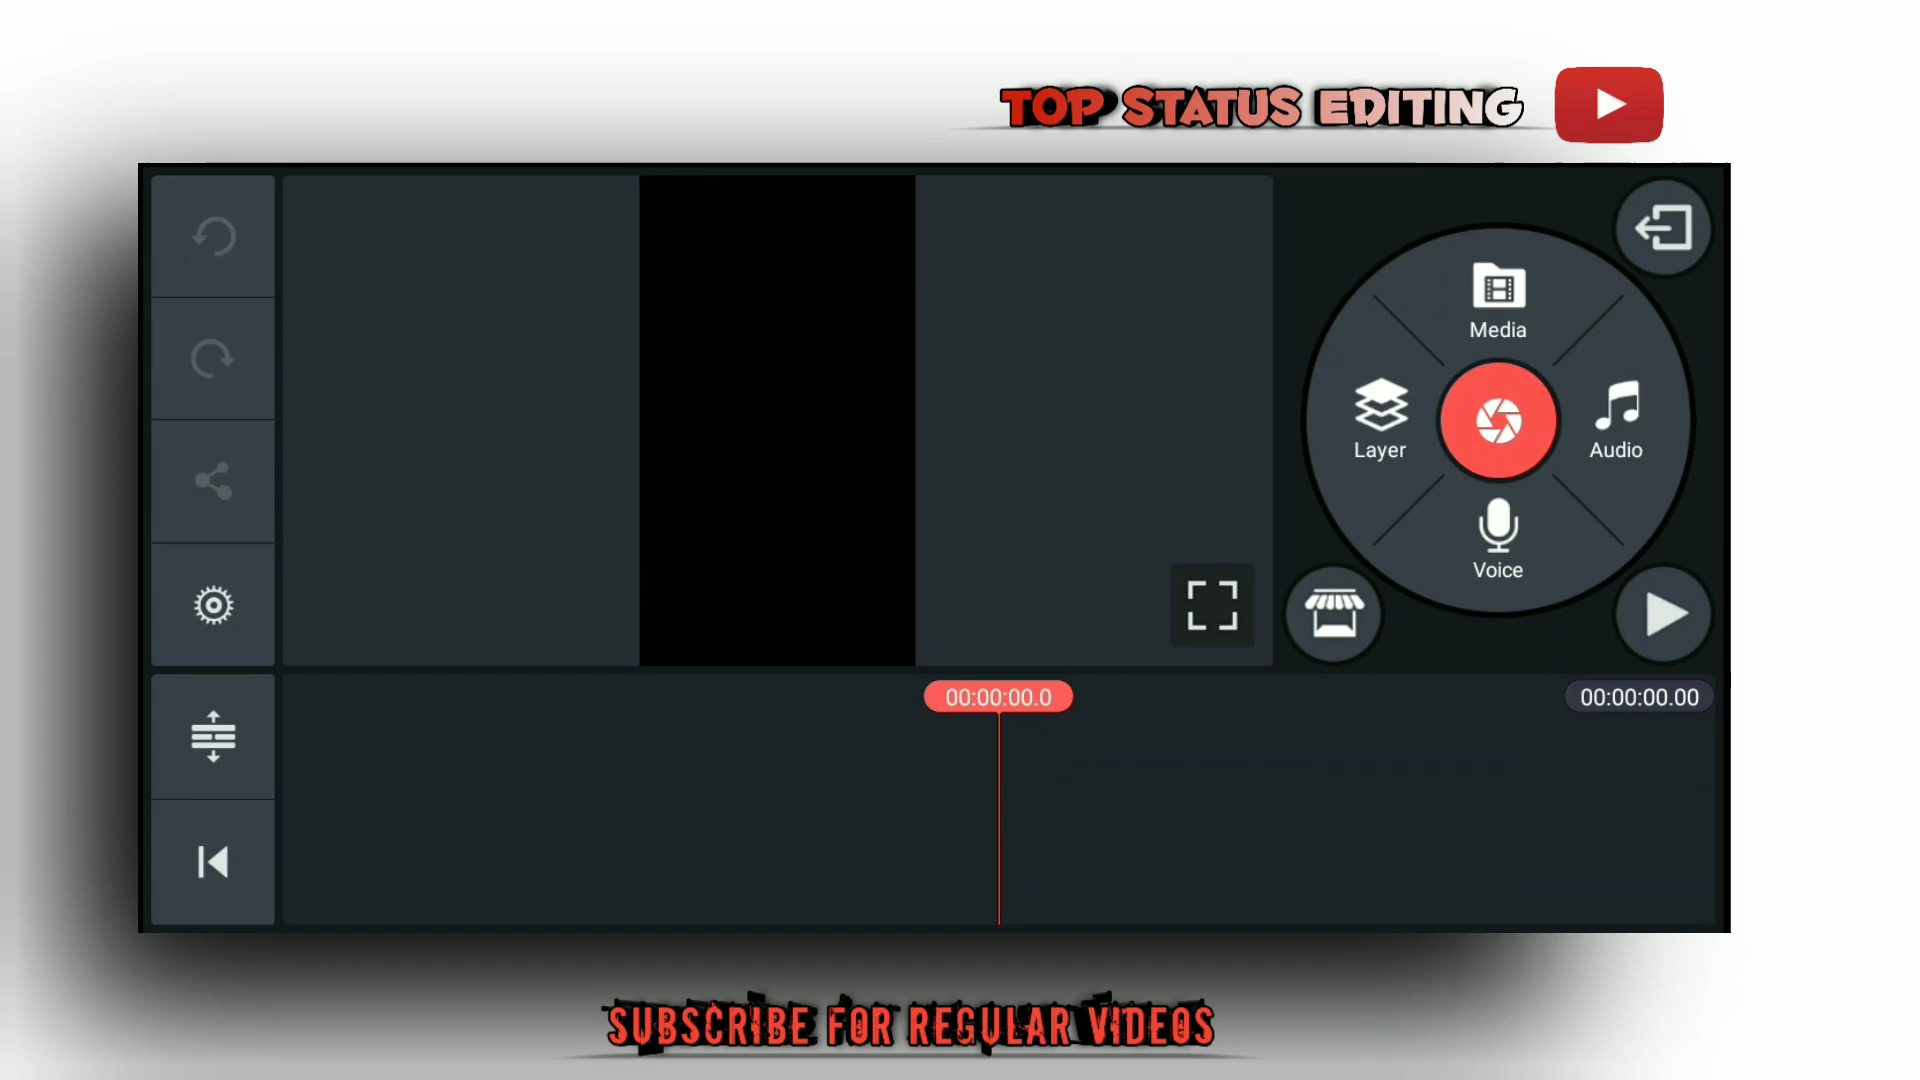 TOP STATUS EDITING
Media
Layer
Audio
Voice
00:00:00.0
00:00:00.00
SUBSCRIBE FOR REGULAR VIDEOS